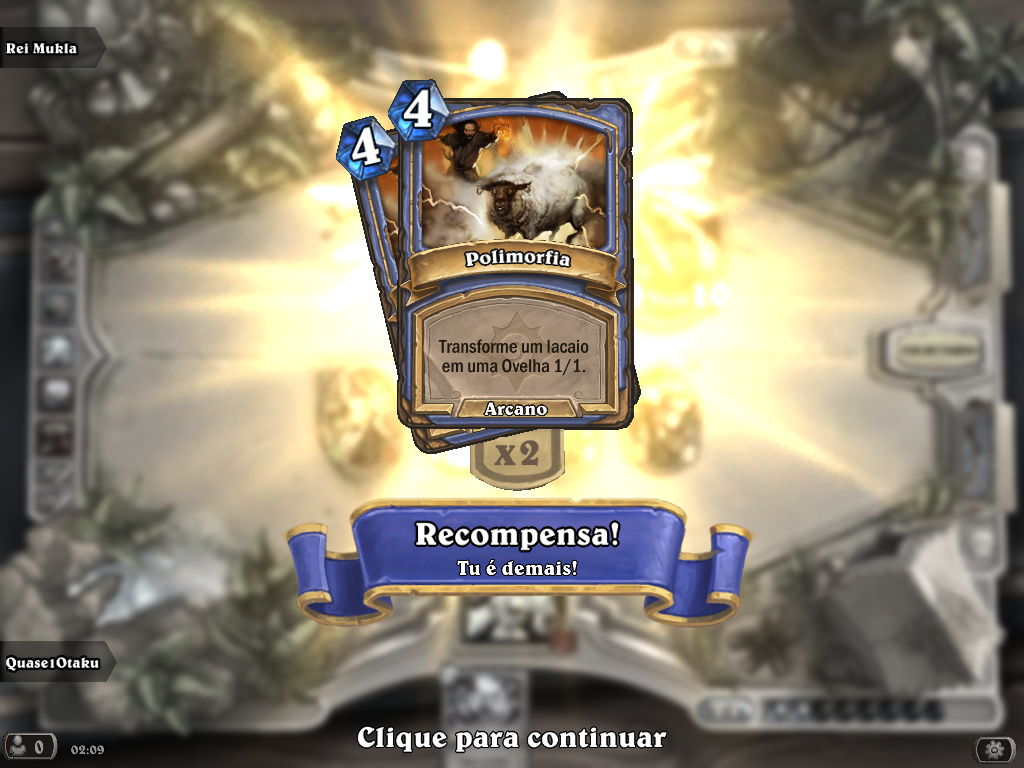 Rei Mukla
4
4
Polimorfia
Transforme um lacaio
em uma Ovelha 1/1.
Arcano
x2
Recompensa!
Tu é demais!
Quase1Otaku
Clique para continuar
0
02:09